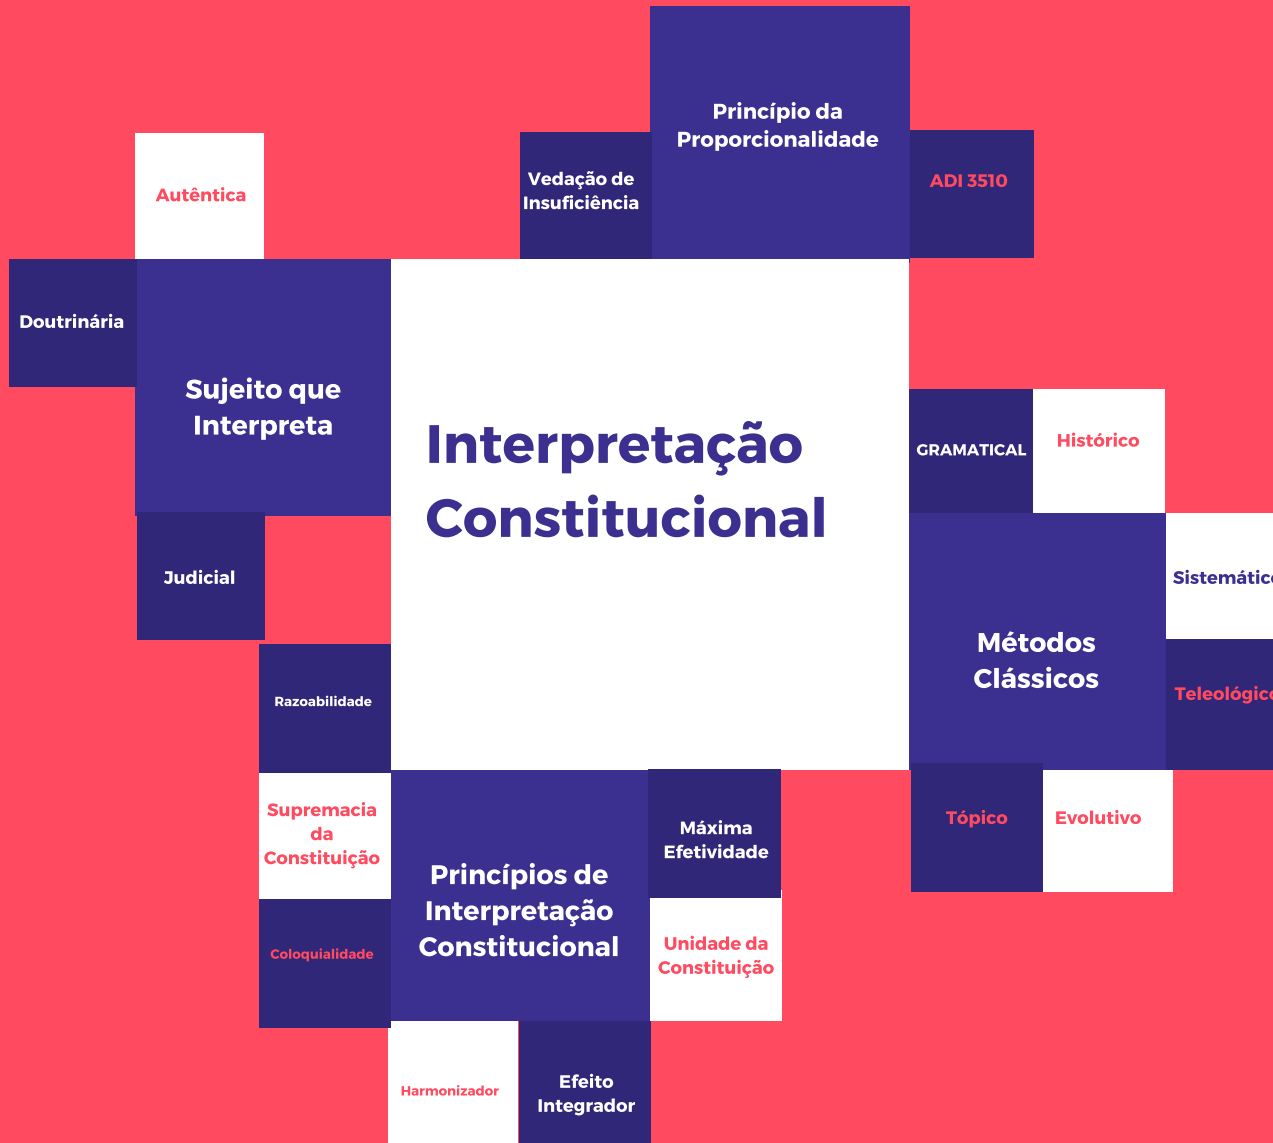 Princípio da
Proporcionalidade
Vedação de
Insuficiência
ADI 3510
Autêntica
Doutrinária
Sujeito que
Interpreta
Judicial
Interpretação
Constitucional
GRAMATICAL
Histórico
Sistemático
Métodos
Clássicos
Teleológico
Tópico
Evolutivo
Razoabilidade
Supremacia
da
Constituição
Coloquialidade
Princípios de
Interpretação
Constitucional
Máxima
Efetividade
Unidade da
Constituição
Harmonizador
Efeito
Integrador